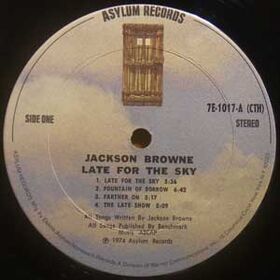 ASYLUM RECORDS
SIDE ONE
7E-1017-A (CTH)
STEREO
JACKSON BROWNE
LATE FOR THE SKY
1. LATE FOR THE SKY 5:36
2. FOUNTAIN OF SORROW 6:42
3. FARTHER ON 5:17
4. THE LATE SHOW 5:09
All Songs Written By Jackson Browne
All Songs Published By Benchmark
Music ASCAP
℗ 1974 Asylum Records